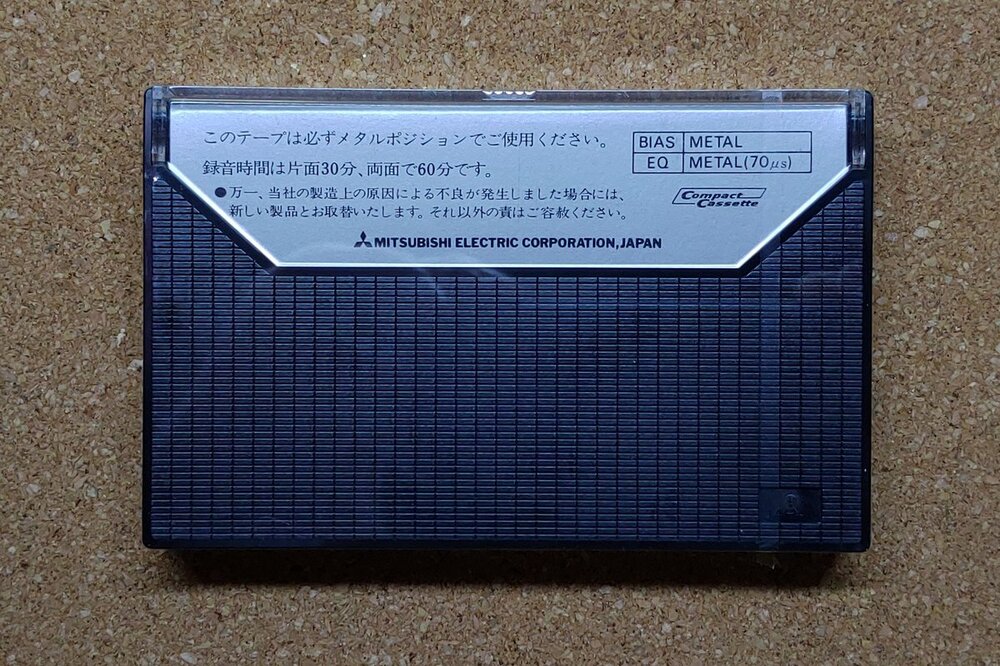 このテープは必ずメタルポジションでご使用ください。
録音時間は片面30分、両面で60分です。
●万一、当社の製造上の原因による不良が発生しました場合には、
新しい製品とお取替いたします。それ以外の責はご容赦ください。
BIAS METAL
EQ METAL(70μs)
Compact
Cassette
MITSUBISHI ELECTRIC CORPORATION, JAPAN